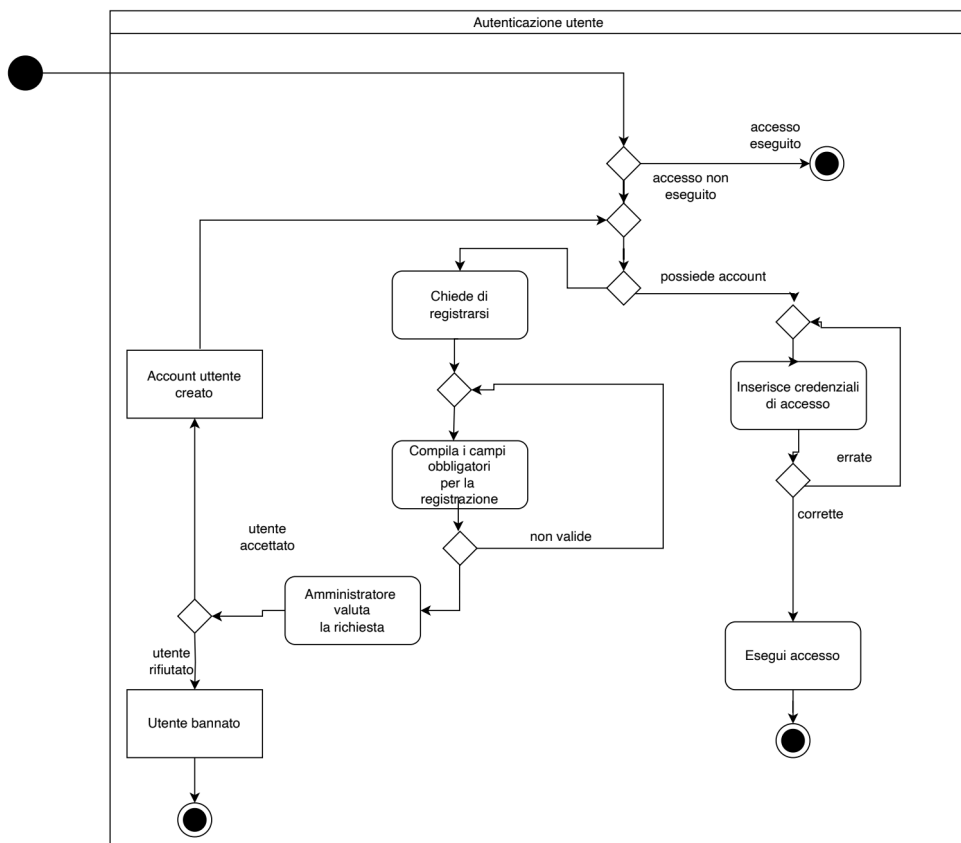 Autenticazione utente
accesso
eseguito
accesso non
eseguito
possiede account
Chiede di
registrarsi
Account uttente
creato
Inserisce credenziali
di accesso
Compila i campi
obbligatori
per la
registrazione
errate
corrette
utente
accettato
non valide
Amministratore
valuta
la richiesta
utente
rifiutato
Esegui accesso
Utente bannato